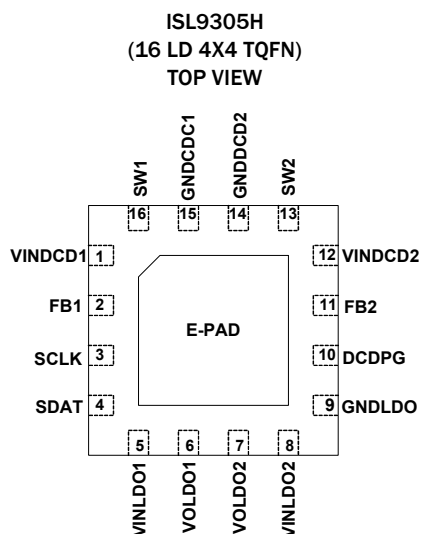 ISL9305H
(16 LD 4X4 TQFN)
TOP VIEW
SW1
GNDCDC1
GNDDCD2
SW2
16
15
14
13
VINDCD1
1
12
VINDCD2
FB1
2
11
FB2
E-PAD
SCLK
3
10
DCDPG
SDAT
4
9
GNDLDO
5
6
7
8
VINLDO1
VOLDO1
VOLDO2
VINLDO2